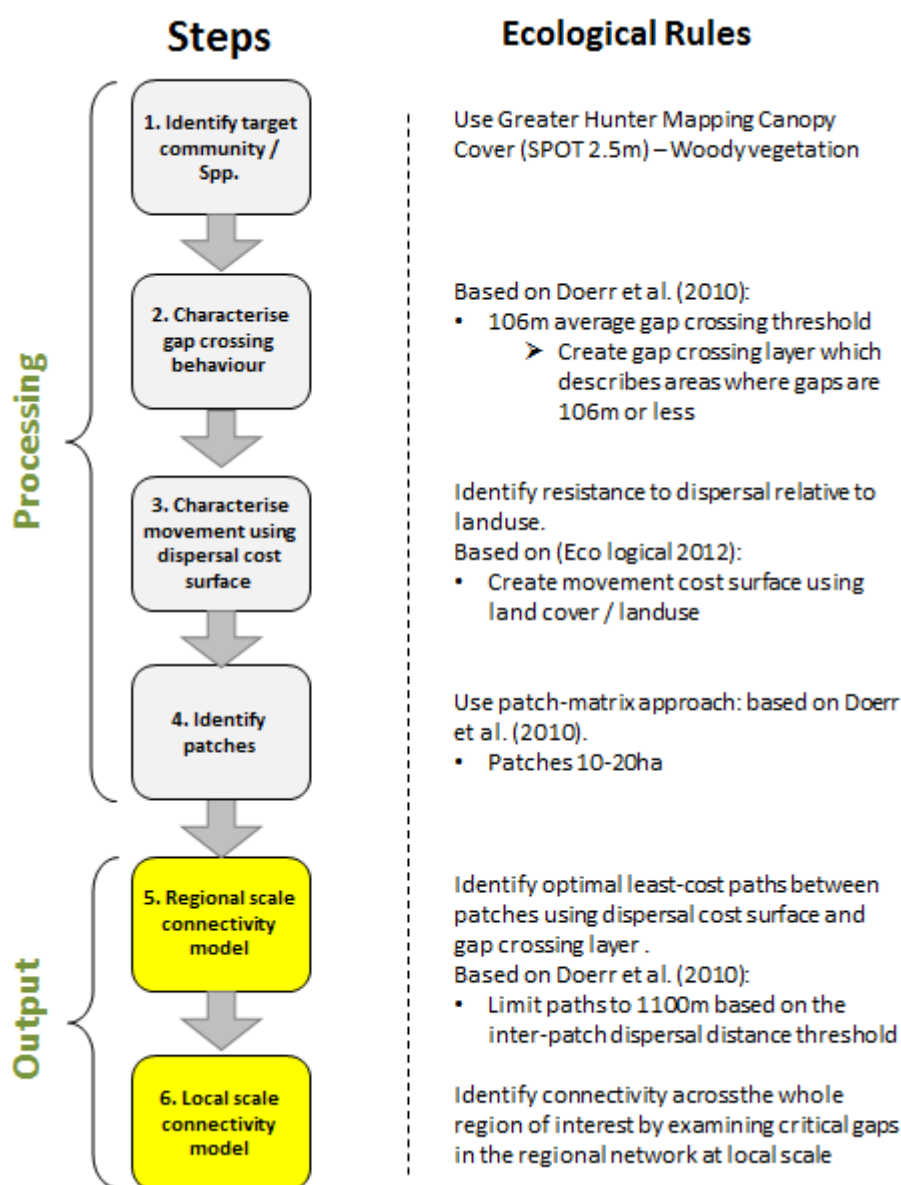 Steps
Ecological Rules
Processing
1. Identify target
community /
Spp.
Use Greater Hunter Mapping Canopy
Cover (SPOT 2.5m) – Woody vegetation
2. Characterise
gap crossing
behaviour
Based on Doerr et al. (2010):
• 106m average gap crossing threshold
➢ Create gap crossing layer which
describes areas where gaps are
106m or less
3. Characterise
movement using
dispersal cost
surface
Identify resistance to dispersal relative to
landuse.
Based on (Eco logical 2012):
• Create movement cost surface using
land cover / landuse
4. Identify
patches
Use patch-matrix approach: based on Doerr
et al. (2010).
• Patches 10-20ha
Output
5. Regional scale
connectivity
model
Identify optimal least-cost paths between
patches using dispersal cost surface and
gap crossing layer .
Based on Doerr et al. (2010):
• Limit paths to 1100m based on the
inter-patch dispersal distance threshold
6. Local scale
connectivity
model
Identify connectivity acrossthe whole
region of interest by examining critical gaps
in the regional network at local scale